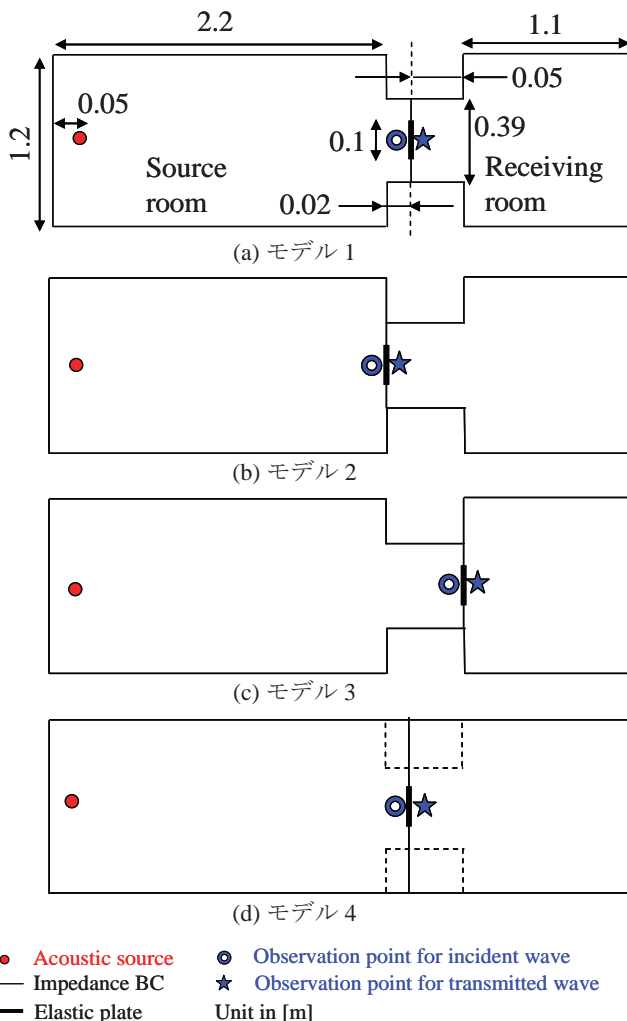 2.2
1.1
0.05
0.05
1.2
0.1
0.39
Source
room
Receiving
room
0.02
(a) モデル 1
(b) モデル 2
(c) モデル 3
(d) モデル 4
Acoustic source
Observation point for incident wave
Impedance BC
Observation point for transmitted wave
Elastic plate
Unit in [m]